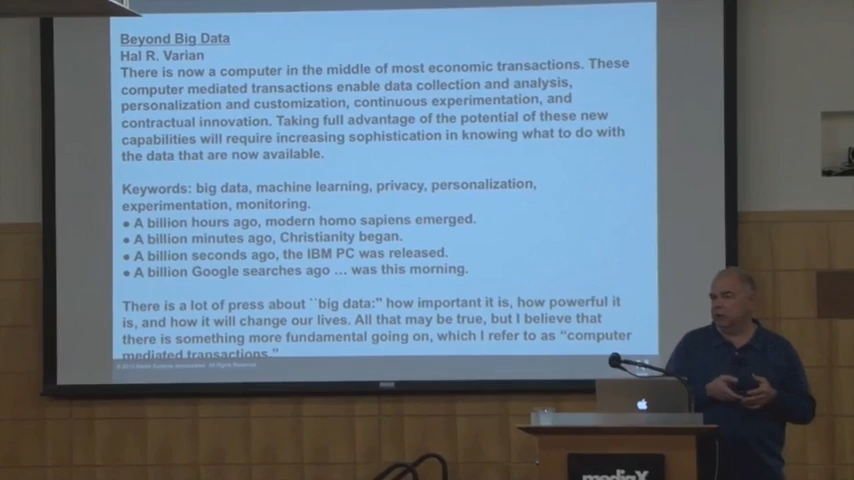 Beyond Big Data
Hal R. Varian
There is now a computer in the middle of most economic transactions. These
computer mediated transactions enable data collection and analysis,
personalization and customization, continuous experimentation, and
contractual innovation. Taking full advantage of the potential of these new
capabilities will require increasing sophistication in knowing what to do with
the data that are now available.
Keywords: big data, machine learning, privacy, personalization,
experimentation, monitoring.
● A billion hours ago, modern homo sapiens emerged.
● A billion minutes ago, Christianity began.
● A billion seconds ago, the IBM PC was released.
● A billion Google searches ago … was this morning.
There is a lot of press about ``big data:" how important it is, how powerful it
is, and how it will change our lives. All that may be true, but I believe that
there is something more fundamental going on, which I refer to as “computer
mediated transactions.”
All Rights Reserved
mediaX